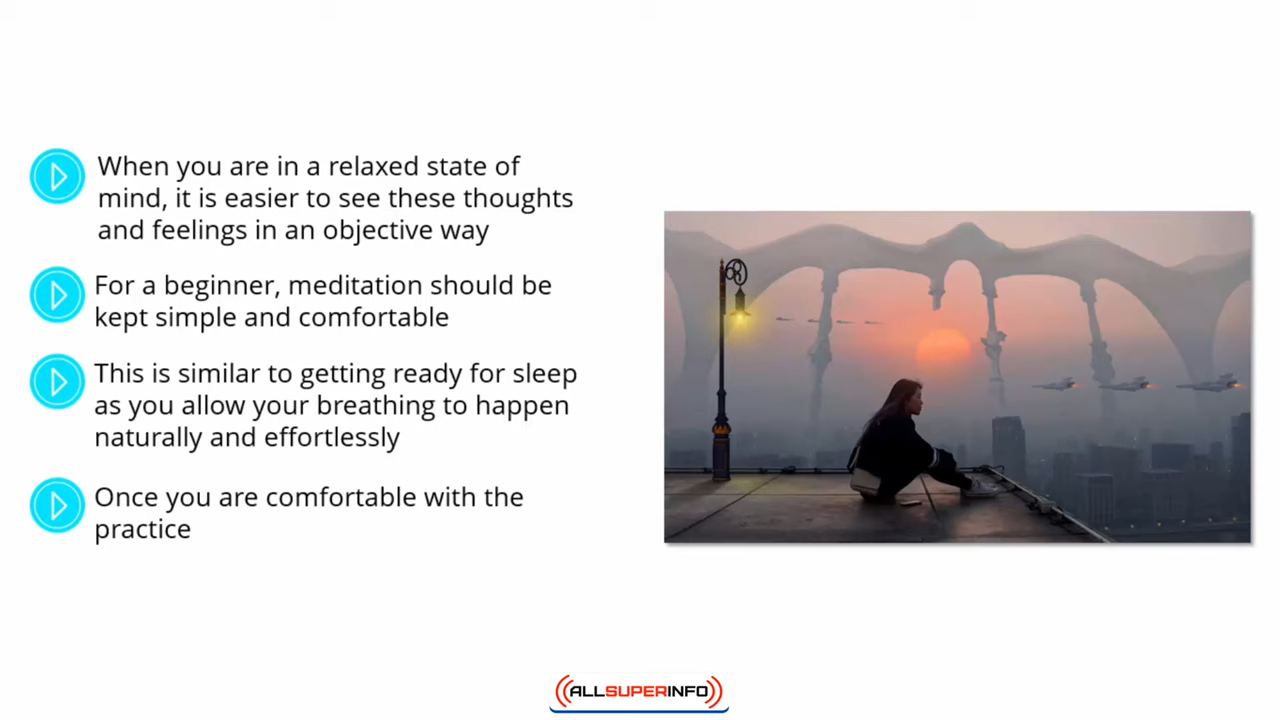 When you are in a relaxed state of
mind, it is easier to see these thoughts
and feelings in an objective way
For a beginner, meditation should be
kept simple and comfortable
This is similar to getting ready for sleep
as you allow your breathing to happen
naturally and effortlessly
Once you are comfortable with the
practice
ALLSUPERINFO